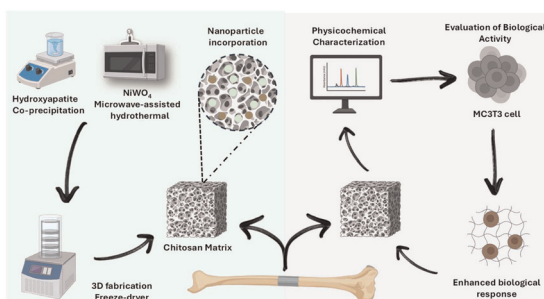 Nanoparticle
incorporation
Hydroxyapatite
Co-precipitation
NiWO₄
Microwave-assisted
hydrothermal
Chitosan Matrix
3D fabrication
Freeze-dryer
Physicochemical
Characterization
Evaluation of Biological
Activity
MC3T3 cell
Enhanced biological
response